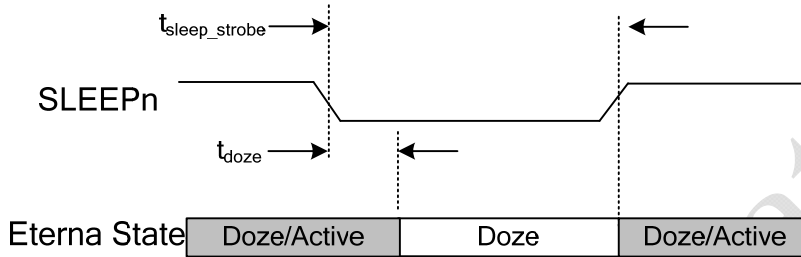 tsleep_strobe
SLEEPn
tdoze
Eterna State Doze/Active Doze Doze/Active